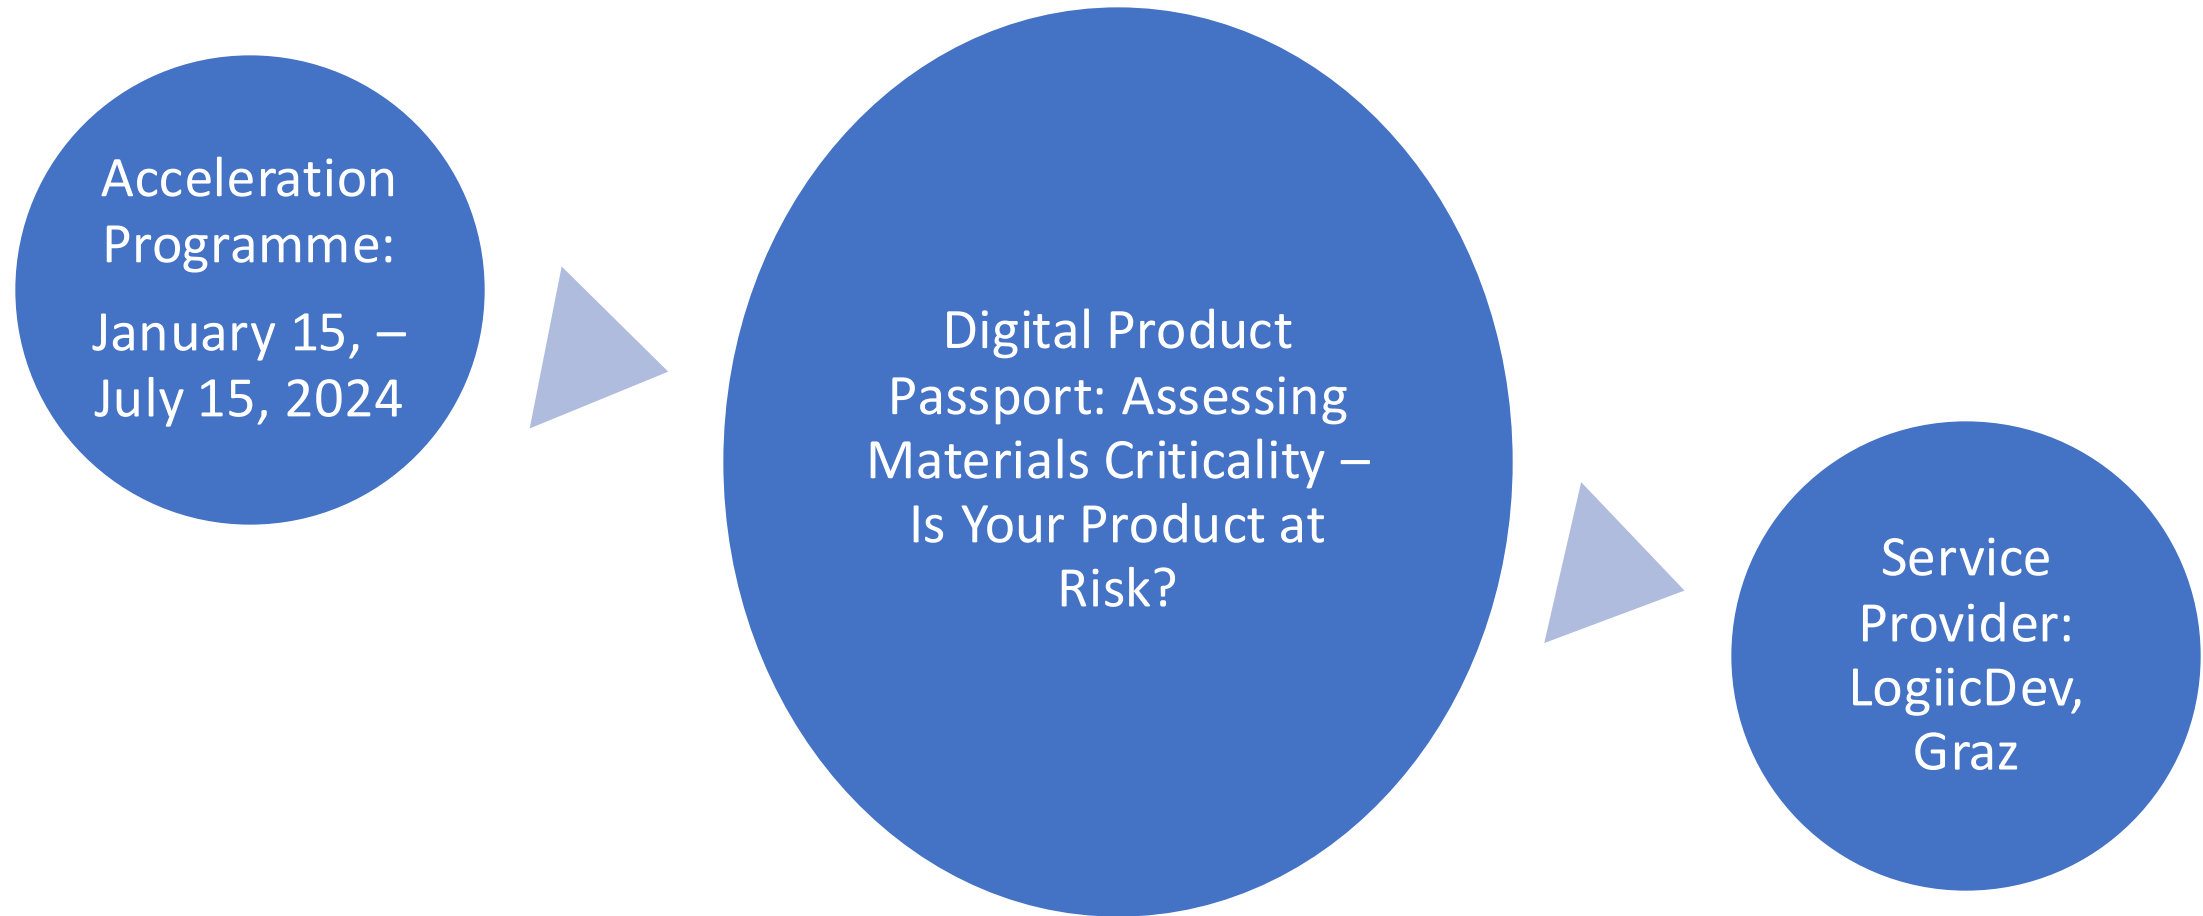 Acceleration
Programme:
January 15, –
July 15, 2024
Digital Product
Passport: Assessing
Materials Criticality –
Is Your Product at
Risk?
Service
Provider:
LogiicDev,
Graz